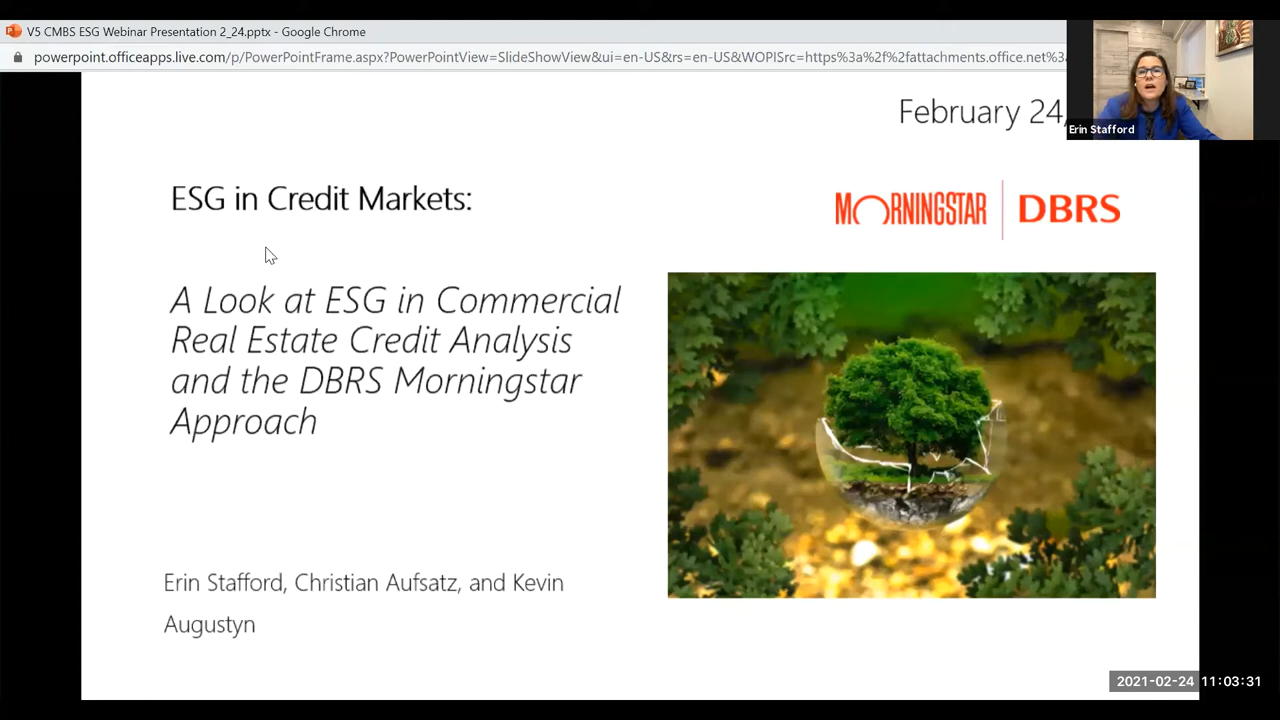 V5 CMBS ESG Webinar Presentation 2_24.pptx - Google Chrome
powerpoint.officeapps.live.com/p/PowerPointFrame.aspx?PowerPointView=SlideShowView&ui=en-US&rs=en-US&WOPISrc=https%3a%2f%2fattachments.office.net%3
Erin Stafford
February 24,
ESG in Credit Markets:
MORNINGSTAR | DBRS
A Look at ESG in Commercial
Real Estate Credit Analysis
and the DBRS Morningstar
Approach
Erin Stafford, Christian Aufsatz, and Kevin
Augustyn
2021-02-24 11:03:31